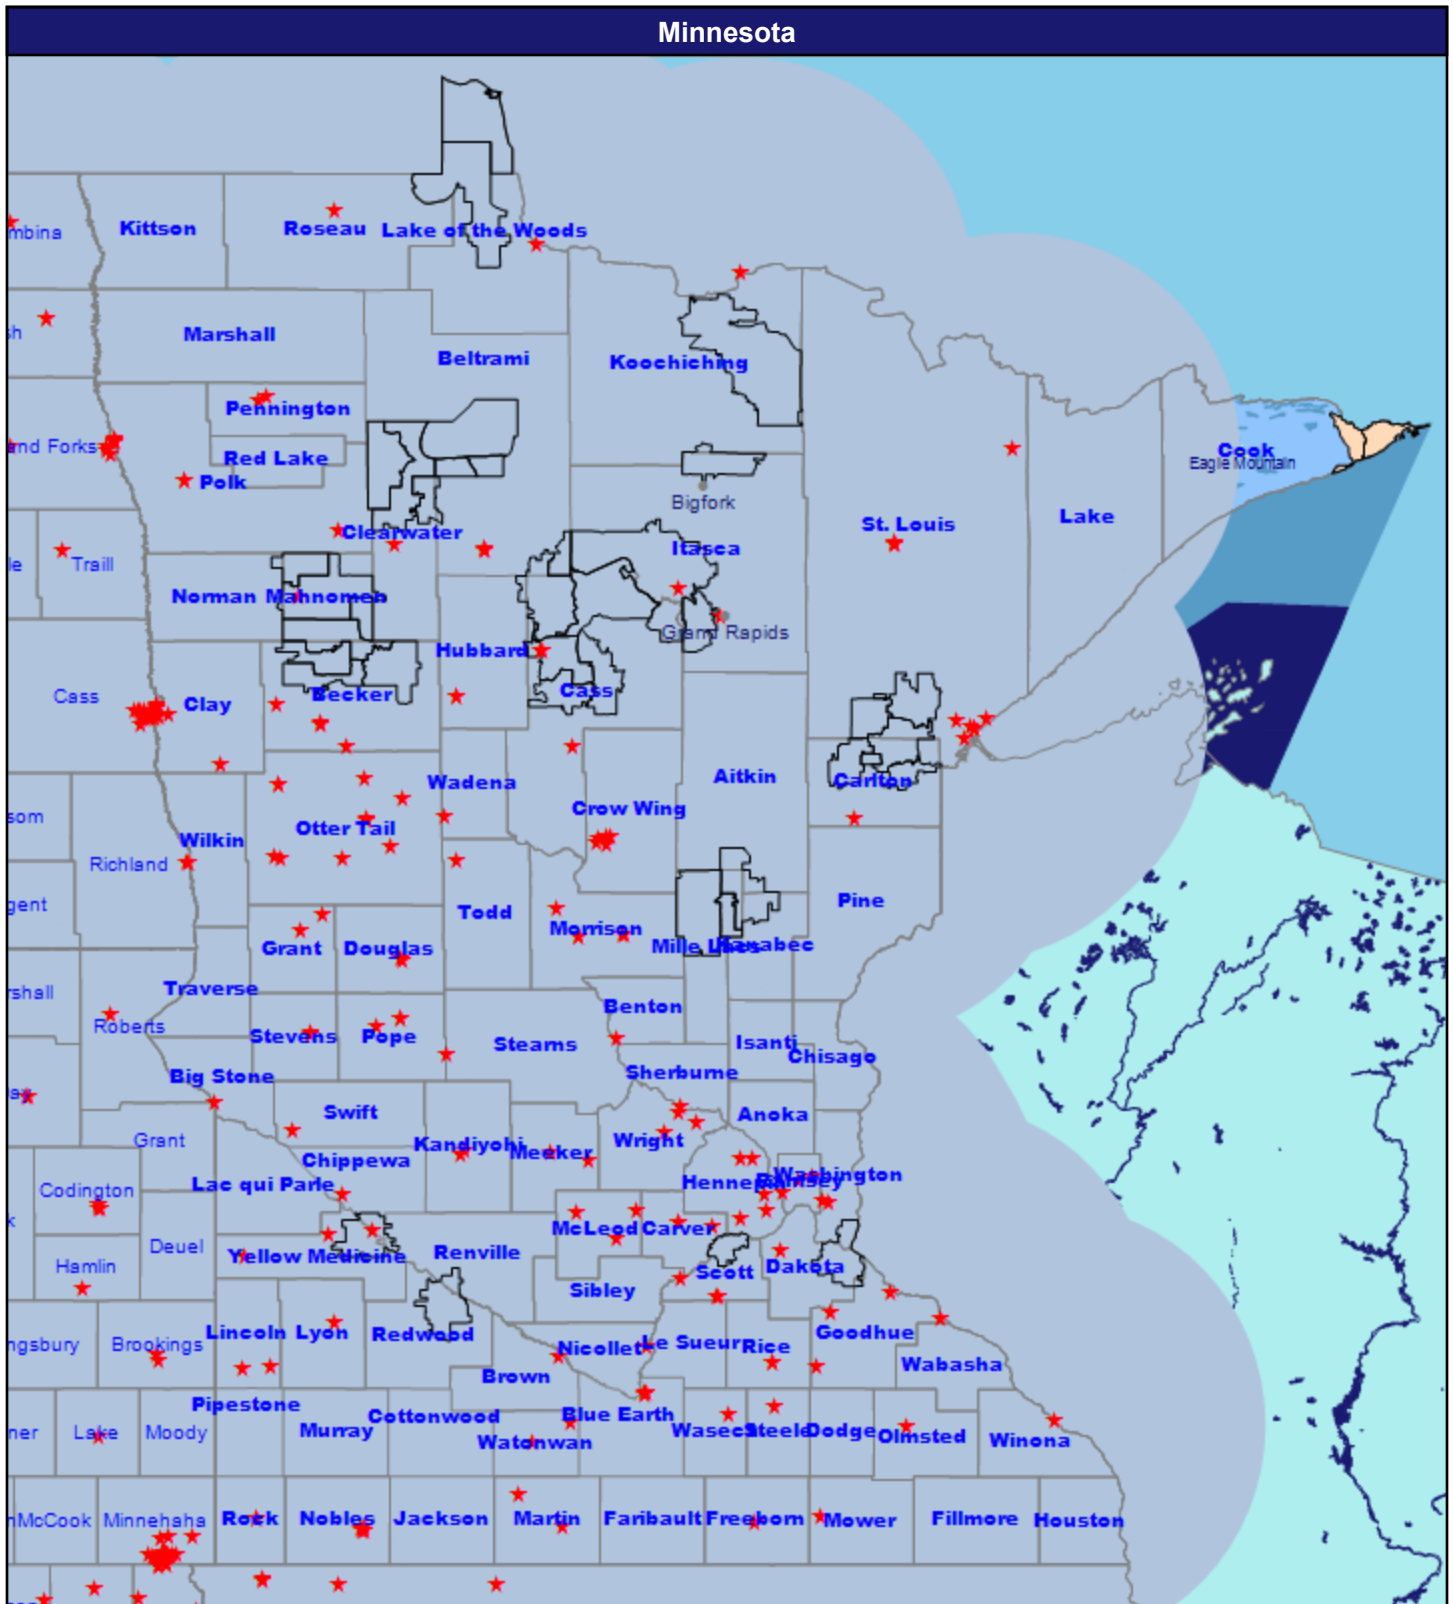 Minnesota
mbina
Kittson
Roseau
Lake of the Woods
sh
Marshall
Beltrami
Koochiching
Pennington
and Forks
Red Lake
Polk
Cook
Eagle Mountain
Bigfork
Clearwater
St. Louis
Lake
Itasca
le
Traill
Norman
Mahnomen
Grand Rapids
Hubbard
Cass
Clay
Becker
Cass
Wadena
Aitkin
Carlton
som
Crow Wing
Otter Tail
Wilkin
Richland
gent
Pine
Todd
Morrison
Mille Lacs
Kanabec
Grant
Douglas
rshall
Traverse
Roberts
Stevens
Pope
Stearns
Benton
Isanti
Chisago
Big Stone
Sherburne
Swift
Anoka
Grant
Kandiyohi
Meeker
Wright
Chippewa
Codington
Lac qui Parle
Hennepin
Ramsey
Washington
k
McLeod
Carver
Deuel
Yellow Medicine
Renville
Hamlin
Scott
Dakota
Sibley
ngsbury
Brookings
Lincoln
Lyon
Redwood
Nicollet
Le Sueur
Rice
Goodhue
Wabasha
Brown
Pipestone
Cottonwood
Blue Earth
ner
Lake
Moody
Murray
Watonwan
Waseca
Steele
Dodge
Olmsted
Winona
McCook
Minnehaha
Rock
Nobles
Jackson
Martin
Faribault
Freeborn
Mower
Fillmore
Houston